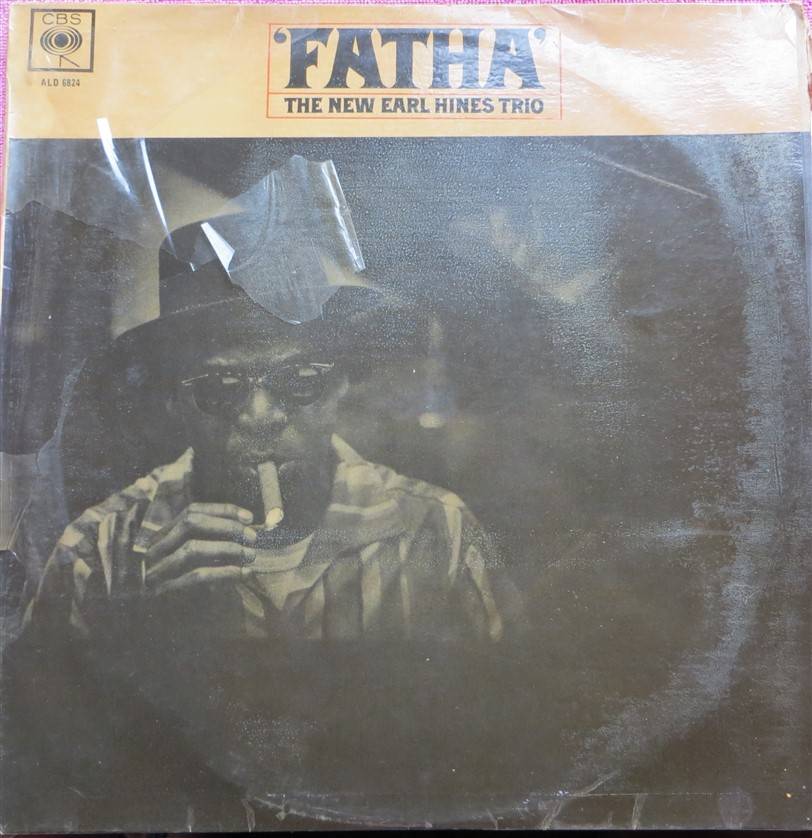 CBS
ALD 6824
'FATHA'
THE NEW EARL HINES TRIO